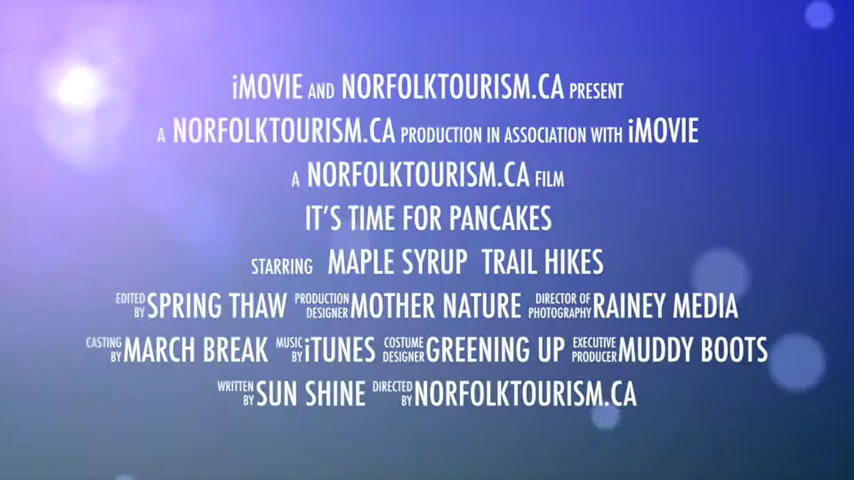 iMOVIE AND NORFOLKTOURISM.CA PRESENT
A NORFOLKTOURISM.CA PRODUCTION IN ASSOCIATION WITH iMOVIE
A NORFOLKTOURISM.CA FILM
IT'S TIME FOR PANCAKES
STARRING MAPLE SYRUP TRAIL HIKES
EDITED BY SPRING THAW PRODUCTION DESIGNER MOTHER NATURE DIRECTOR OF PHOTOGRAPHY RAINEY MEDIA
CASTING BY MARCH BREAK MUSIC BY iTUNES COSTUME DESIGNER GREENING UP EXECUTIVE PRODUCER MUDDY BOOTS
WRITTEN BY SUN SHINE DIRECTED BY NORFOLKTOURISM.CA